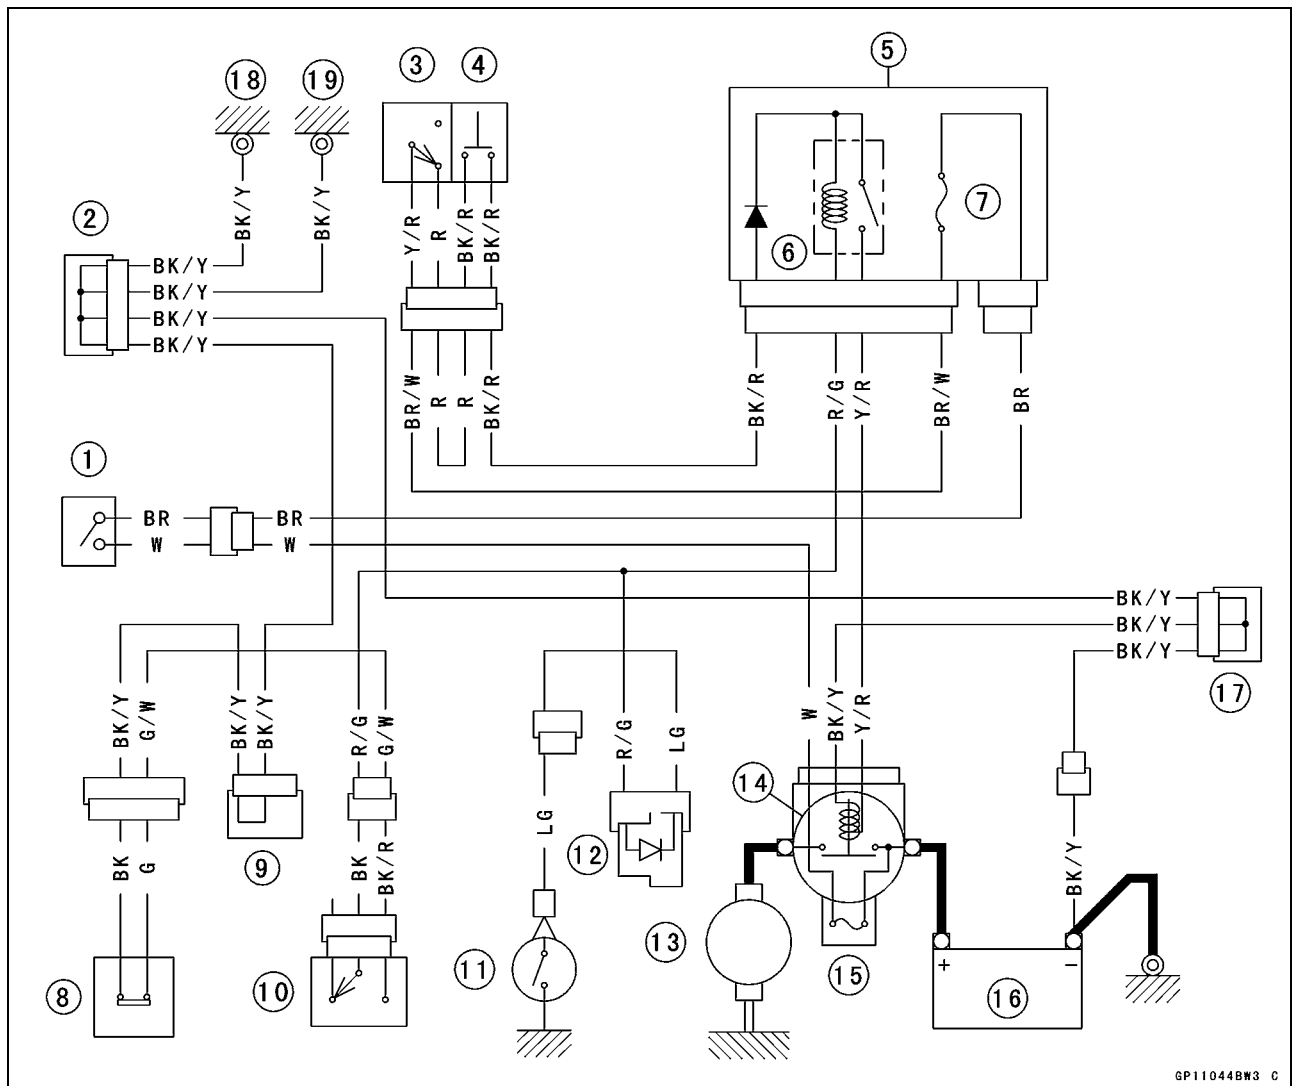 18
19
3
4
5
2
BK/Y
BK/Y
Y/R
R
BK/R
BK/R
7
6
BK/Y
BK/Y
BK/Y
BK/Y
BR/W
R
R
BK/R
BK/R
R/G
Y/R
BR/W
BR
1
BR
BR
W
W
BK/Y
BK/Y
BK/Y
17
BK/Y
G/W
BK/Y
BK/Y
R/G
G/W
R/G
LG
W
BK/Y
Y/R
14
LG
12
9
BK
G
BK
BK/R
BK/Y
13
11
15
+
-
8
10
16
GP11044BW3 C